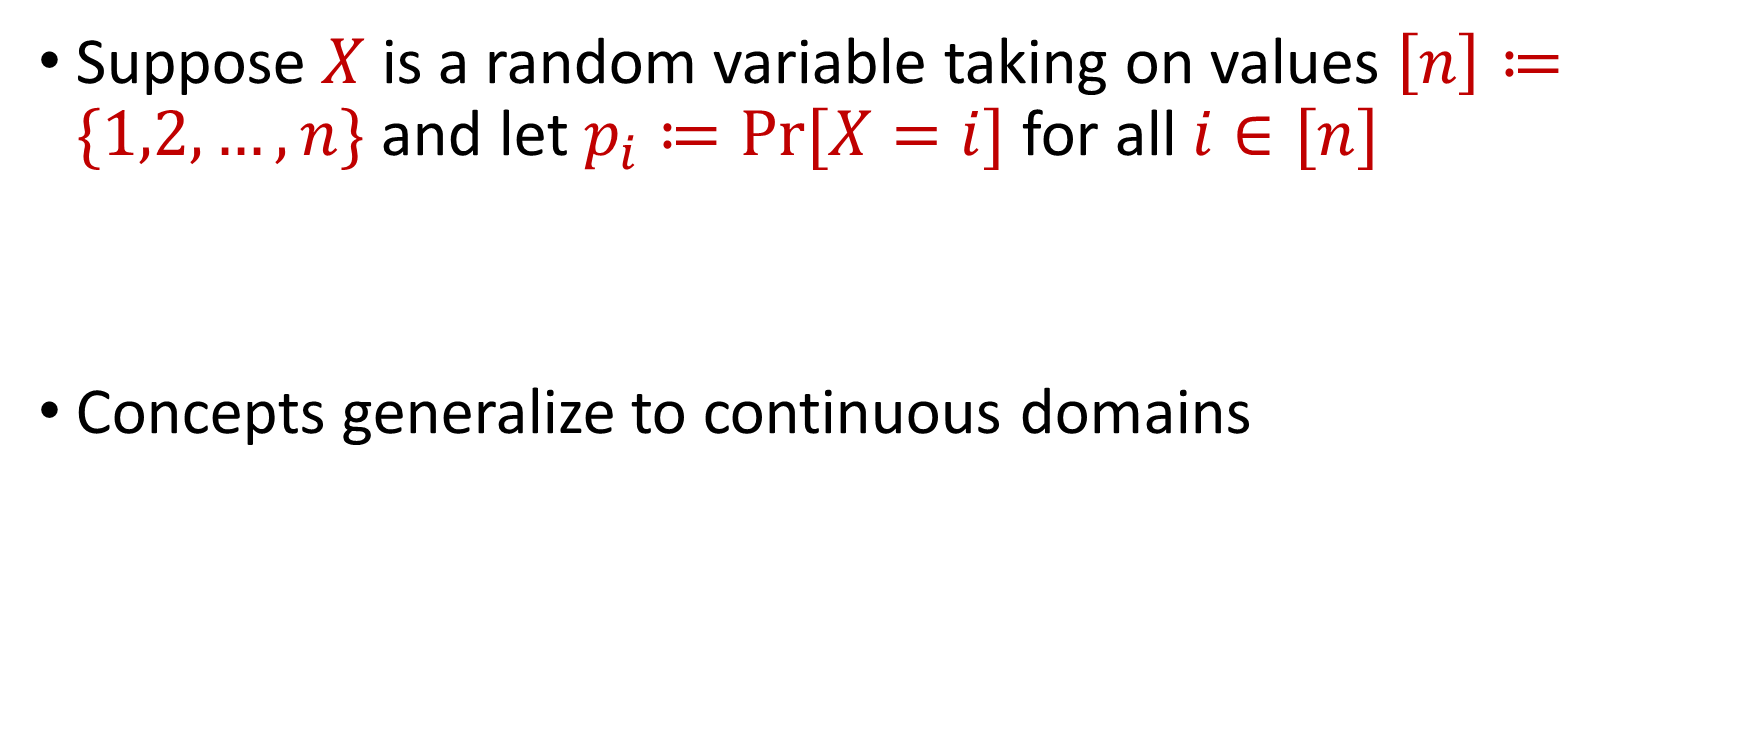 • Suppose X is a random variable taking on values [n] ≔
{1,2, … , n} and let pᵢ ≔ Pr[X = i] for all i ∈ [n]
• Concepts generalize to continuous domains